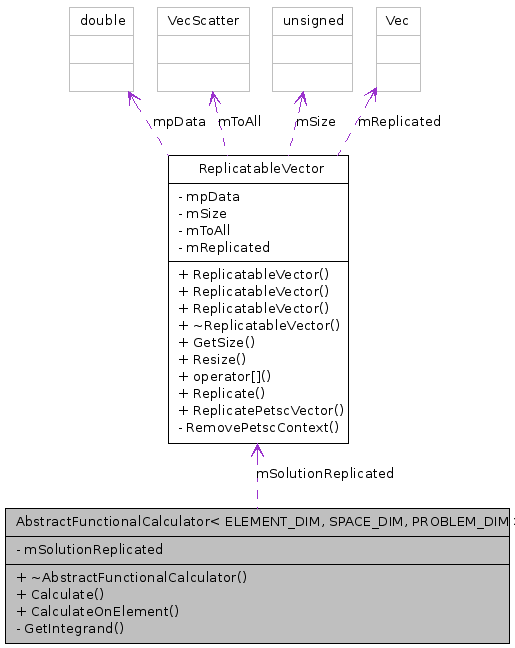 double
VecScatter
unsigned
Vec
mpData
mToAll
mSize
mReplicated
ReplicatableVector
- mpData
- mSize
- mToAll
- mReplicated
+ ReplicatableVector()
+ ReplicatableVector()
+ ReplicatableVector()
+ ~ReplicatableVector()
+ GetSize()
+ Resize()
+ operator[]()
+ Replicate()
+ ReplicatePetscVector()
- RemovePetscContext()
mSolutionReplicated
AbstractFunctionalCalculator< ELEMENT_DIM, SPACE_DIM, PROBLEM_DIM >
- mSolutionReplicated
+ ~AbstractFunctionalCalculator()
+ Calculate()
+ CalculateOnElement()
- GetIntegrand()